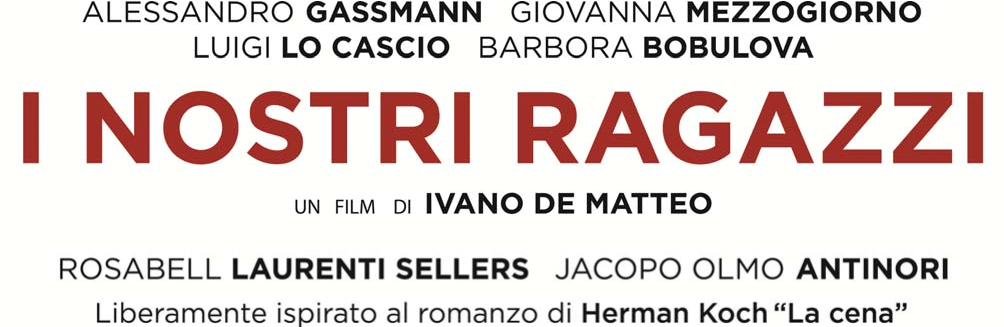 ALESSANDRO GASSMANN GIOVANNA MEZZOGIORNO
LUIGI LO CASCIO BARBORA BOBULOVA
I NOSTRI RAGAZZI
UN FILM DI IVANO DE MATTEO
ROSABELL LAURENTI SELLERS JACOPO OLMO ANTINORI
Liberamente ispirato al romanzo di Herman Koch “La cena”